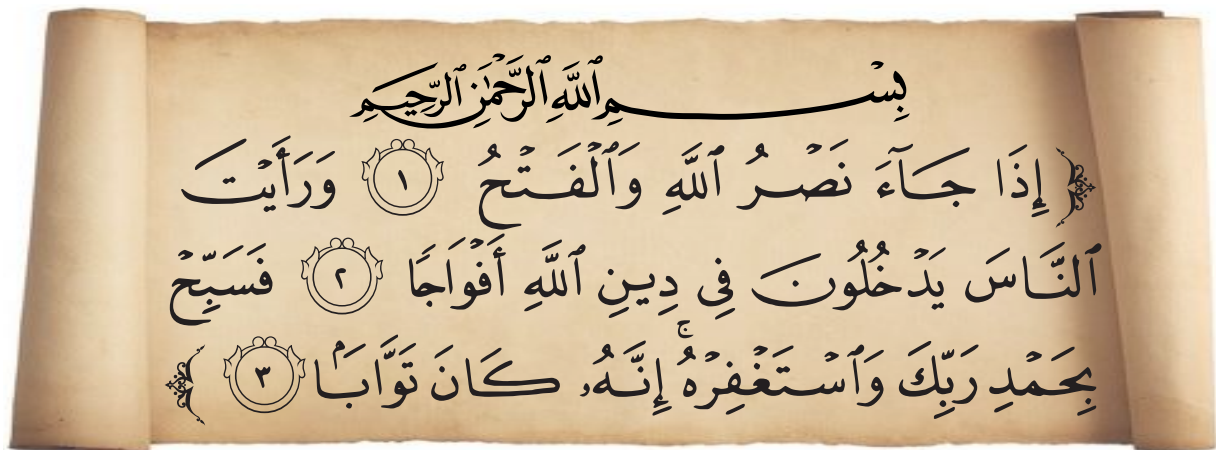 بِسْمِ ٱللَّهِ ٱلرَّحْمَٰنِ ٱلرَّحِيمِ
﴿ إِذَا جَآءَ نَصْرُ ٱللَّهِ وَٱلْفَتْحُ ١ وَرَأَيْتَ
ٱلنَّاسَ يَدْخُلُونَ فِي دِينِ ٱللَّهِ أَفْوَاجًا ٢ فَسَبِّحْ
بِحَمْدِ رَبِّكَ وَٱسْتَغْفِرْهُۚ إِنَّهُۥ كَانَ تَوَّابَۢا ٣ ﴾